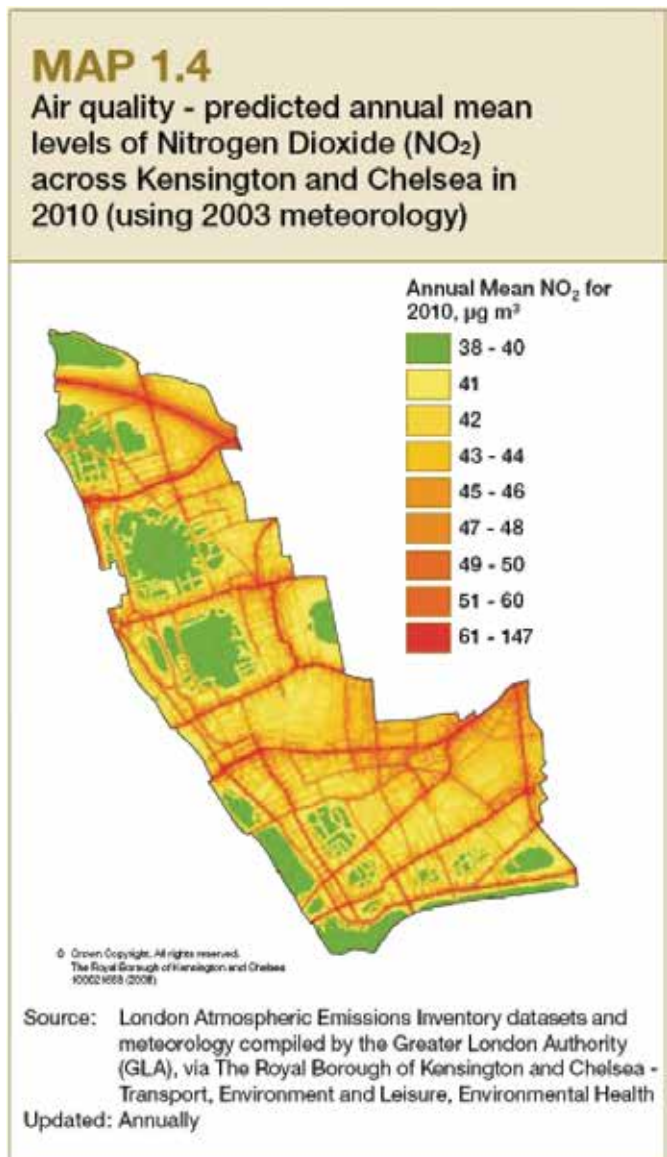 MAP 1.4
Air quality - predicted annual mean
levels of Nitrogen Dioxide (NO₂)
across Kensington and Chelsea in
2010 (using 2003 meteorology)
Annual Mean NO₂ for
2010, µg m³
38 - 40
41
42
43 - 44
45 - 46
47 - 48
49 - 50
51 - 60
61 - 147
© Crown Copyright. All rights reserved.
The Royal Borough of Kensington and Chelsea
(2008)
Source: London Atmospheric Emissions Inventory datasets and
meteorology compiled by the Greater London Authority
(GLA), via The Royal Borough of Kensington and Chelsea -
Transport, Environment and Leisure, Environmental Health
Updated: Annually